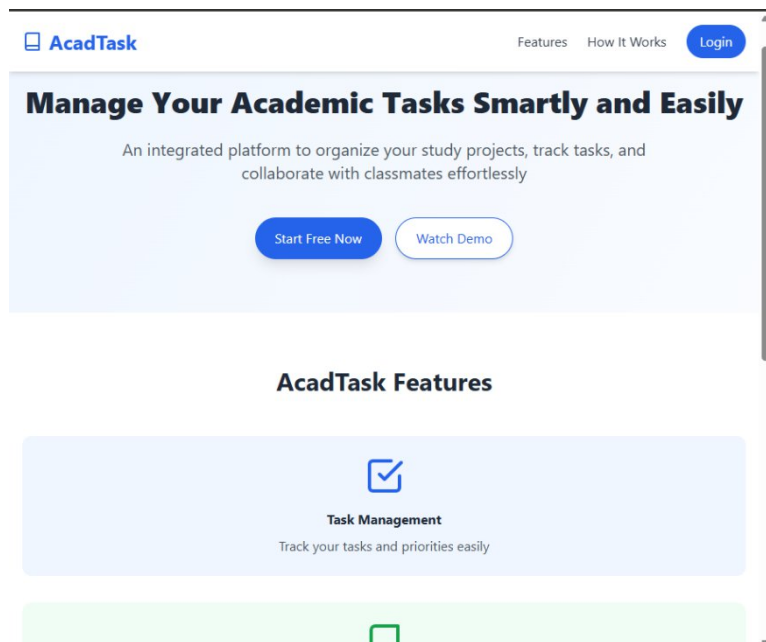 AcadTask
Features
How It Works
Login
Manage Your Academic Tasks Smartly and Easily
An integrated platform to organize your study projects, track tasks, and
collaborate with classmates effortlessly
Start Free Now
Watch Demo
AcadTask Features
Task Management
Track your tasks and priorities easily